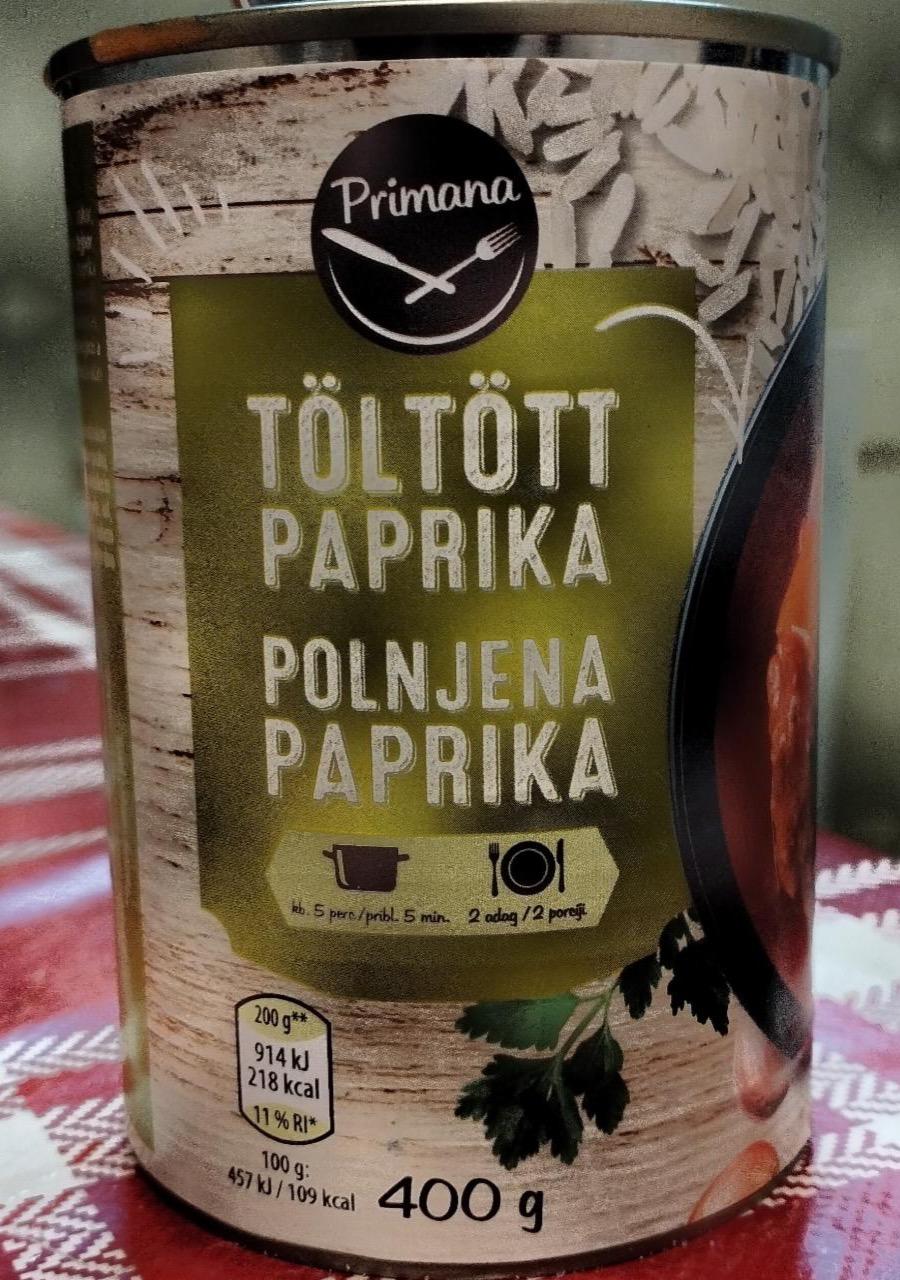 Primana
TÖLTÖTT
PAPRIKA
POLNJENA
PAPRIKA
kb. 5 perc/pribl. 5 min. 2 adag / 2 porciji
200 g**
914 kJ
218 kcal
11 % RI*
100 g:
457 kJ / 109 kcal
400 g